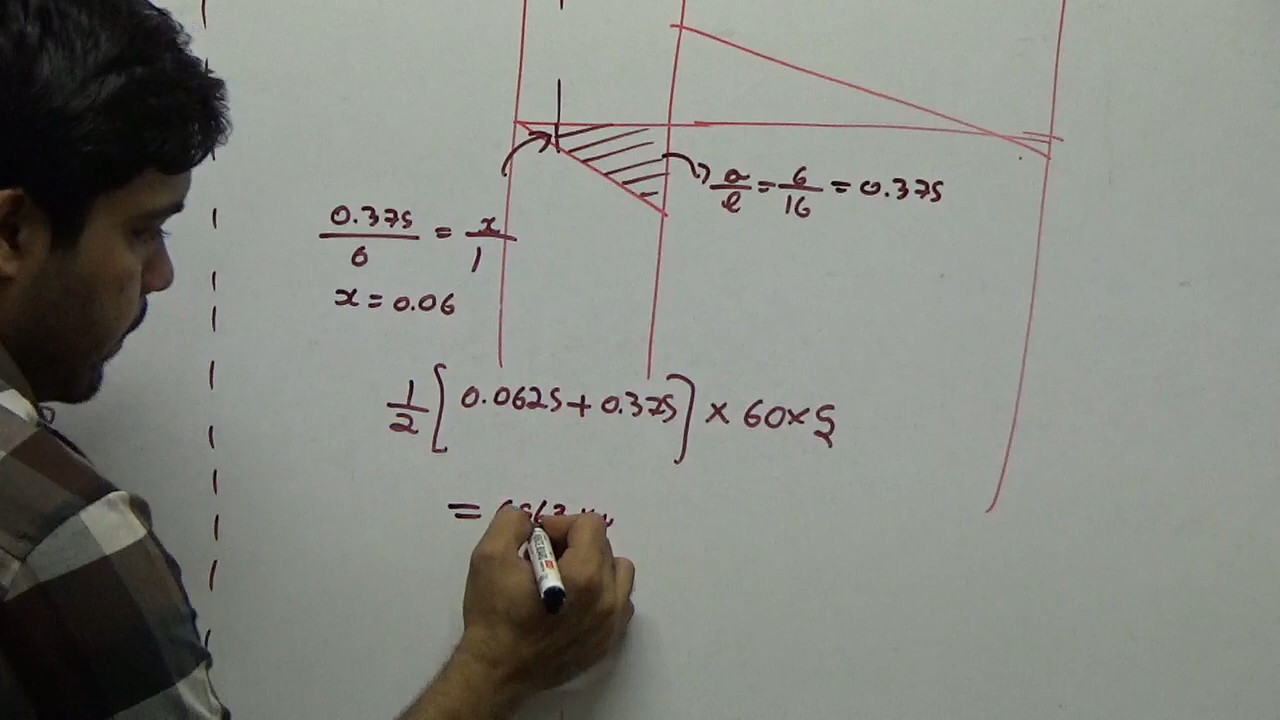 a/l = 6/16 = 0.375
0.375/6 = x/1
x = 0.06
1/2 [0.0625 + 0.375] × 60 × 5
=